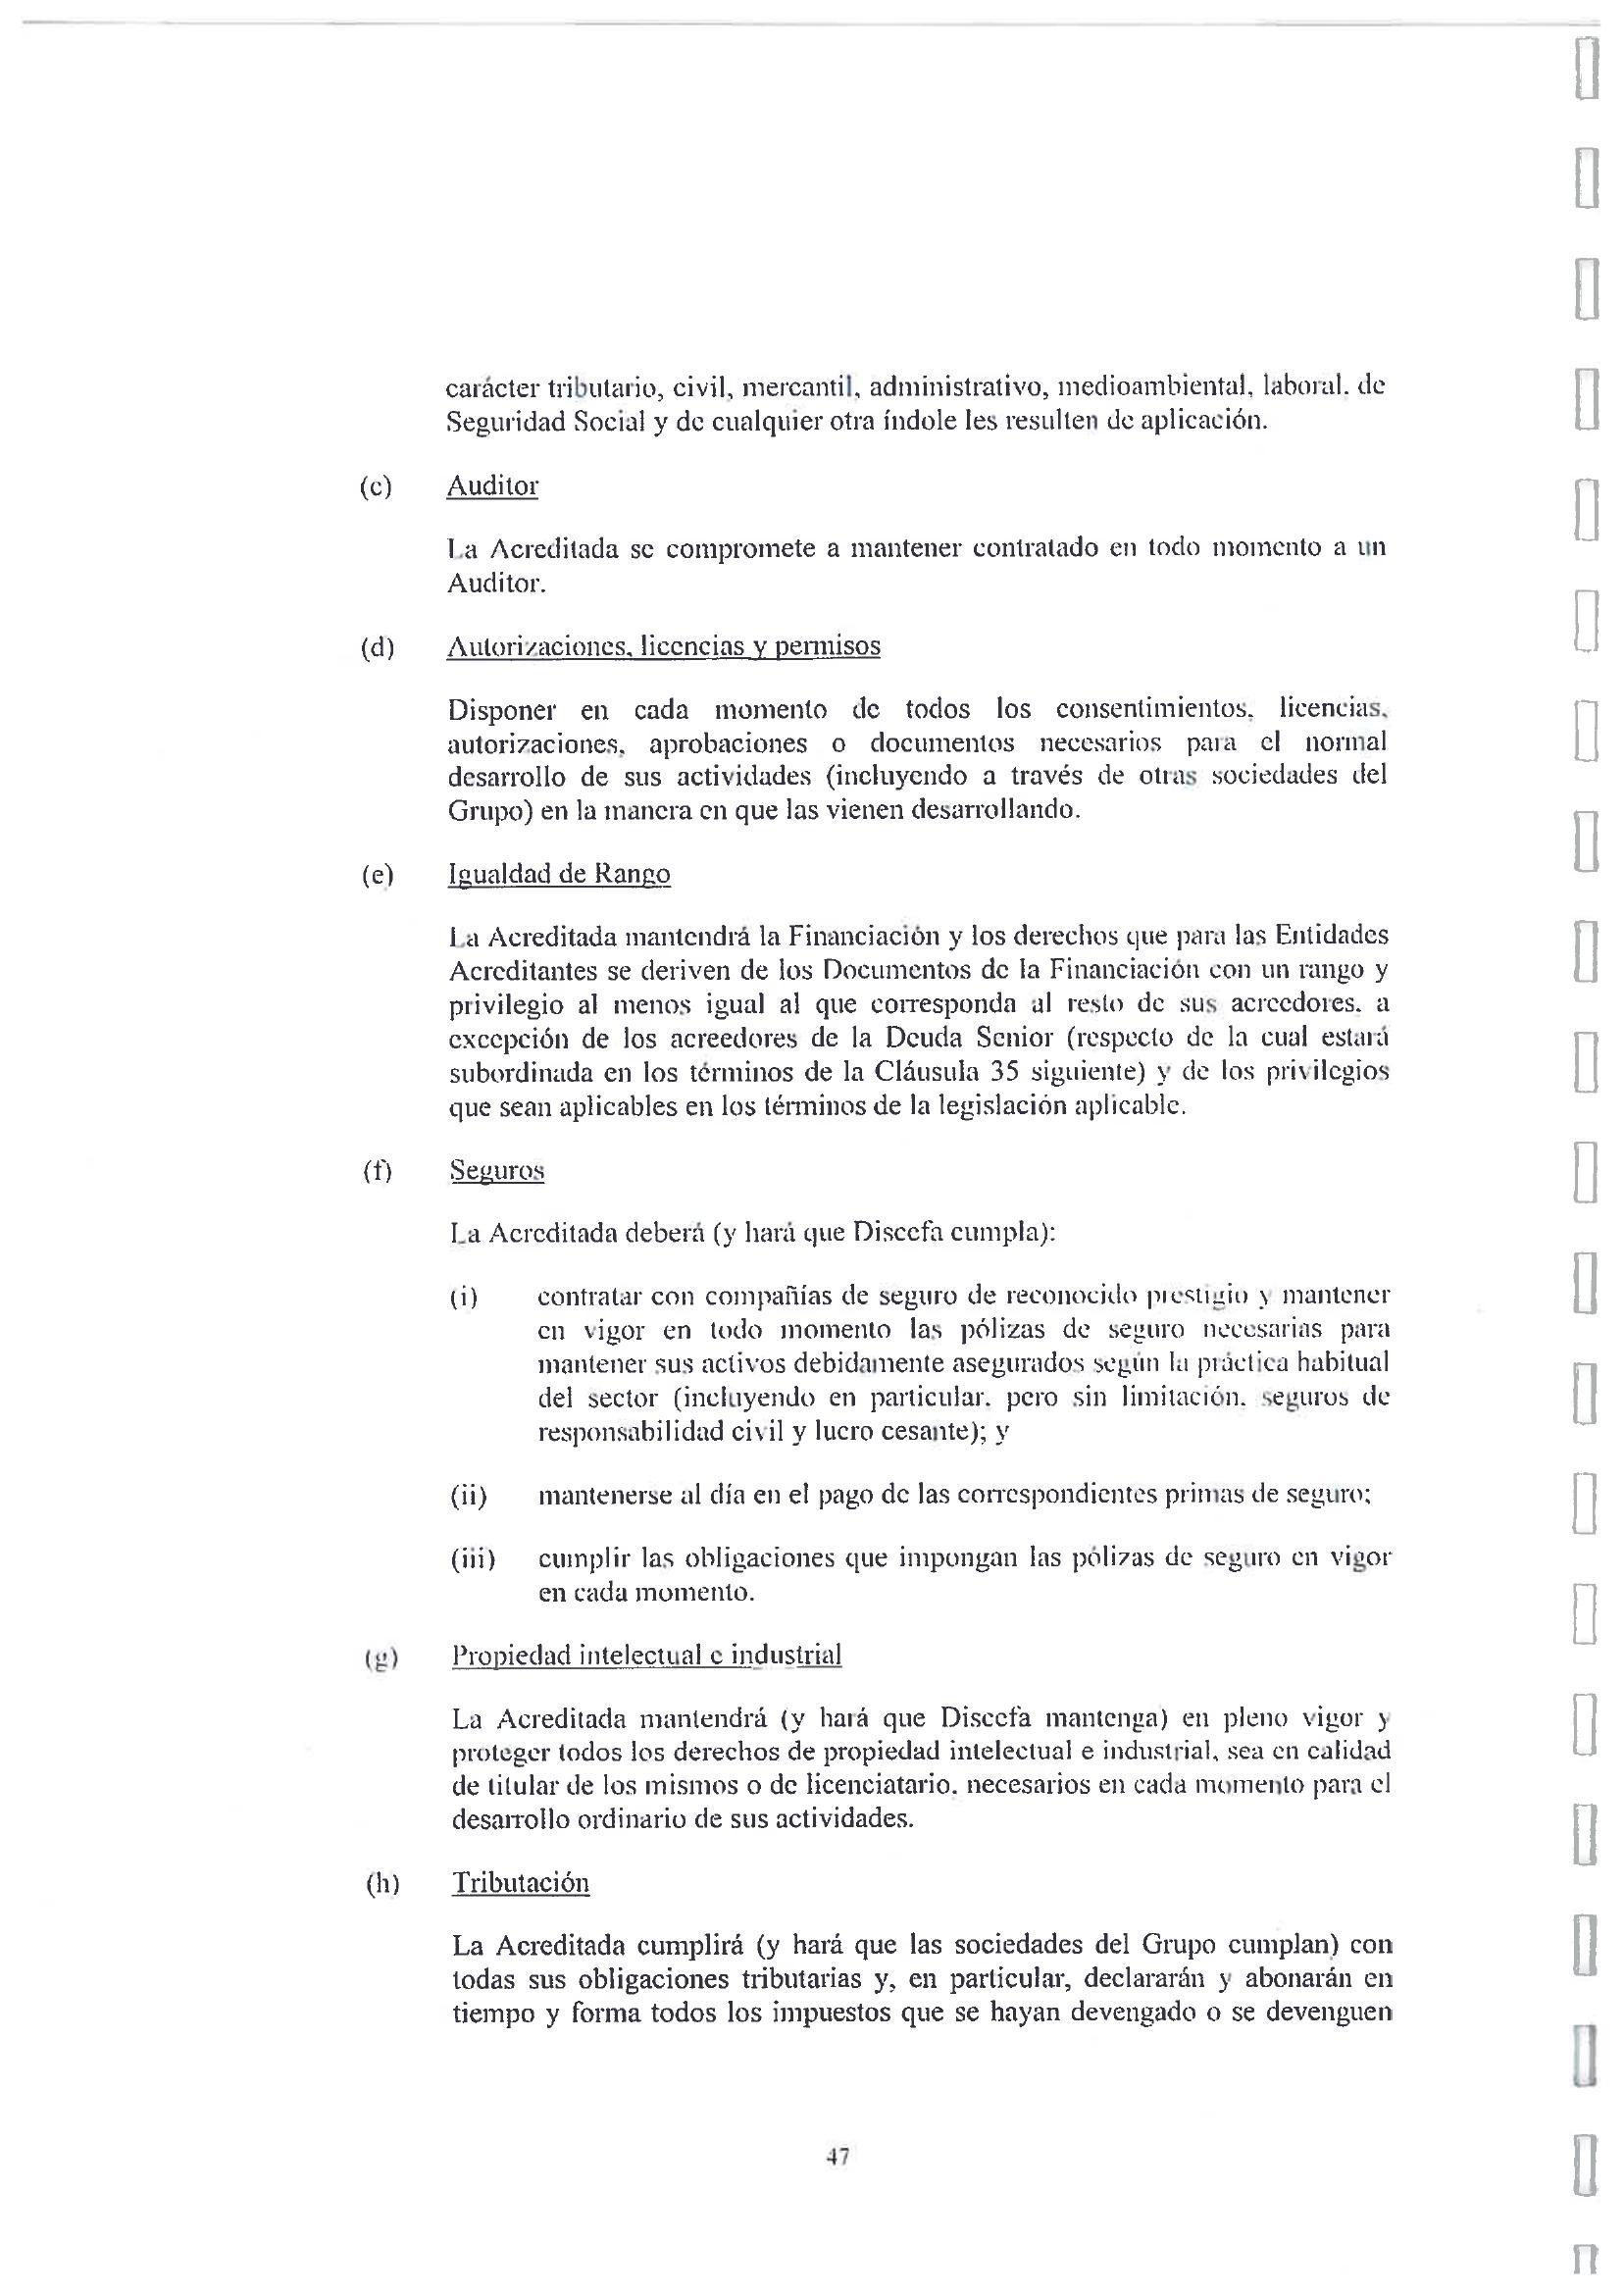 carácter tributario, civil, mercantil, administrativo, medioambiental, laboral, de
Seguridad Social y de cualquier otra índole les resulten de aplicación.
(c) Auditor
La Acreditada se compromete a mantener contratado en todo momento a un
Auditor.
(d) Autorizaciones, licencias y permisos
Disponer en cada momento de todos los consentimientos, licencias,
autorizaciones, aprobaciones o documentos necesarios para el normal
desarrollo de sus actividades (incluyendo a través de otras sociedades del
Grupo) en la manera en que las vienen desarrollando.
(e) Igualdad de Rango
La Acreditada mantendrá la Financiación y los derechos que para las Entidades
Acreditantes se deriven de los Documentos de la Financiación con un rango y
privilegio al menos igual al que corresponda al resto de sus acreedores, a
excepción de los acreedores de la Deuda Senior (respecto de la cual estará
subordinada en los términos de la Cláusula 35 siguiente) y de los privilegios
que sean aplicables en los términos de la legislación aplicable.
(f) Seguros
La Acreditada deberá (y hará que Discefa cumpla):
(i) contratar con compañías de seguro de reconocido prestigio y mantener
en vigor en todo momento las pólizas de seguro necesarias para
mantener sus activos debidamente asegurados según la práctica habitual
del sector (incluyendo en particular, pero sin limitación, seguros de
responsabilidad civil y lucro cesante); y
(ii) mantenerse al día en el pago de las correspondientes primas de seguro;
(iii) cumplir las obligaciones que impongan las pólizas de seguro en vigor
en cada momento.
(g) Propiedad intelectual e industrial
La Acreditada mantendrá (y hará que Discefa mantenga) en pleno vigor y
proteger todos los derechos de propiedad intelectual e industrial, sea en calidad
de titular de los mismos o de licenciatario, necesarios en cada momento para el
desarrollo ordinario de sus actividades.
(h) Tributación
La Acreditada cumplirá (y hará que las sociedades del Grupo cumplan) con
todas sus obligaciones tributarias y, en particular, declararán y abonarán en
tiempo y forma todos los impuestos que se hayan devengado o se devenguen
47